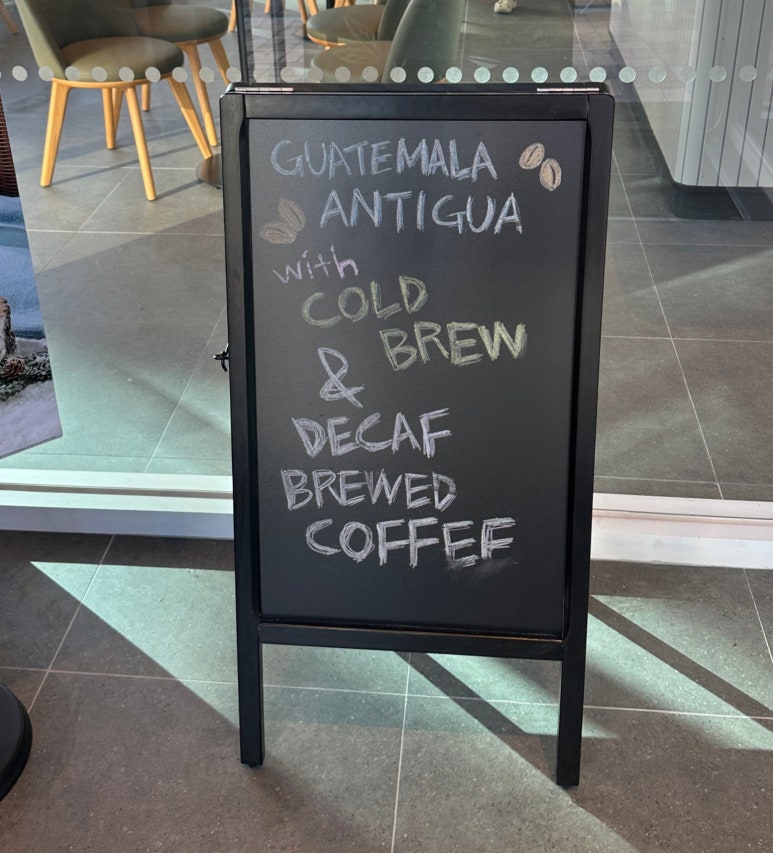 GUATEMALA
ANTIGUA
with
COLD
BREW
&
DECAF
BREWED
COFFEE